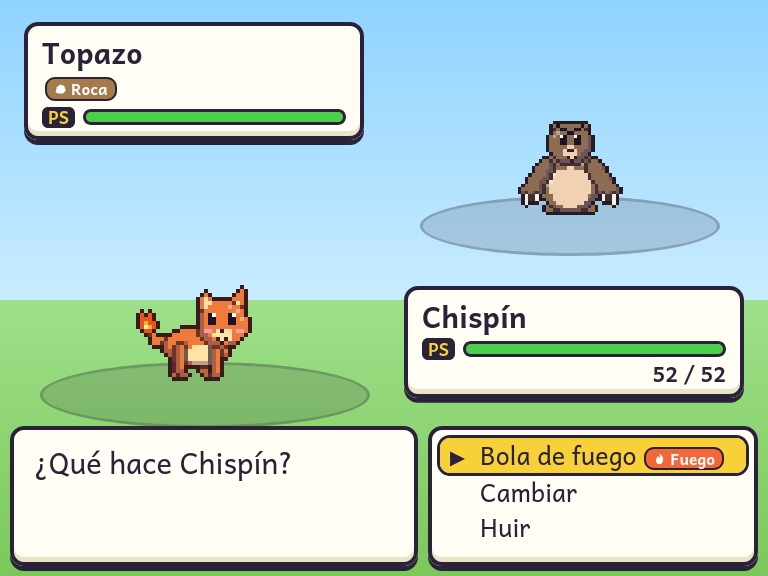 Topazo
Roca
PS
Chispín
PS
52 / 52
¿Qué hace Chispín?
Bola de fuego Fuego
Cambiar
Huir